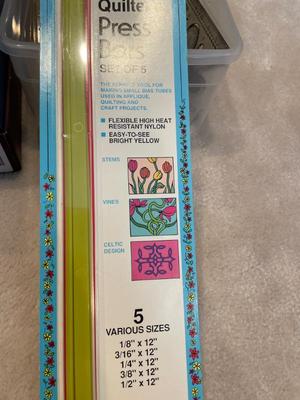 Quilte
Press
Bars
SET OF 5
THE PERFECT TOOL FOR
MAKING SMALL BIAS TUBES
USED IN APPLIQUE,
QUILTING AND
CRAFT PROJECTS.
■ FLEXIBLE HIGH HEAT
RESISTANT NYLON
■ EASY-TO-SEE
BRIGHT YELLOW
STEMS
VINES
CELTIC
DESIGN
5
VARIOUS SIZES
1/8" x 12"
3/16" x 12"
1/4" x 12"
3/8" x 12"
1/2" x 12"